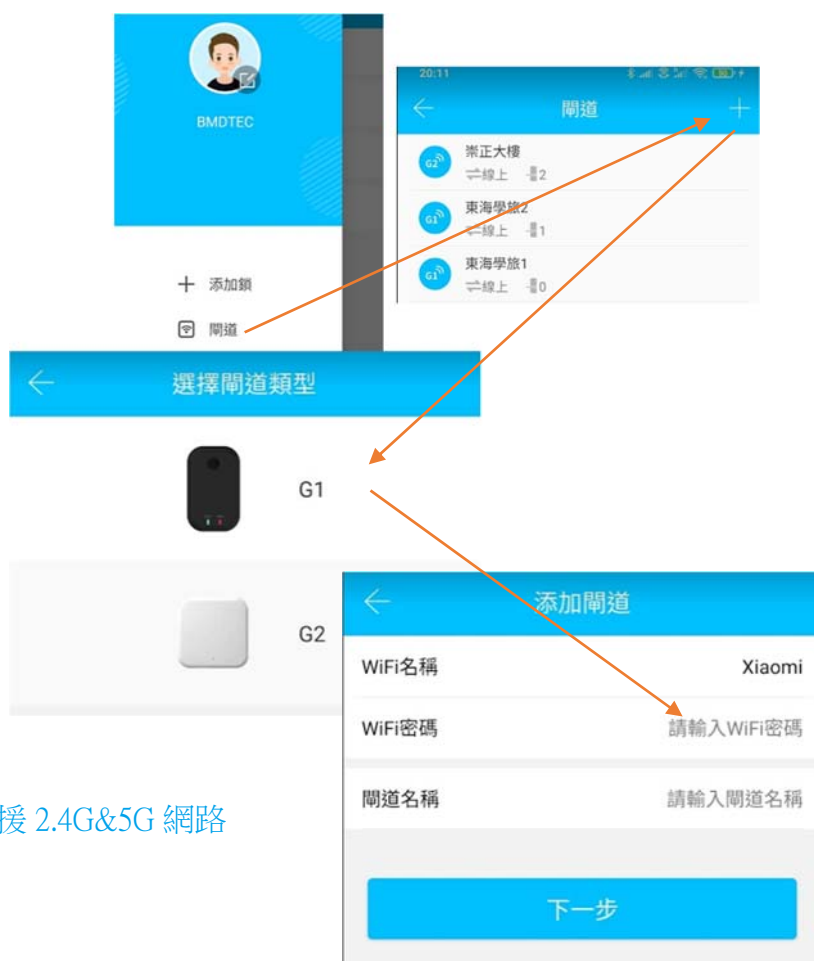 BMDTEC
添加鎖
閘道
20:11
閘道
G2
崇正大樓
線上 2
G1
東海學旅2
線上 1
G1
東海學旅1
線上 0
選擇閘道類型
G1
G2
添加閘道
WiFi名稱 Xiaomi
WiFi密碼 請輸入WiFi密碼
閘道名稱 請輸入閘道名稱
下一步
援 2.4G&5G 網路